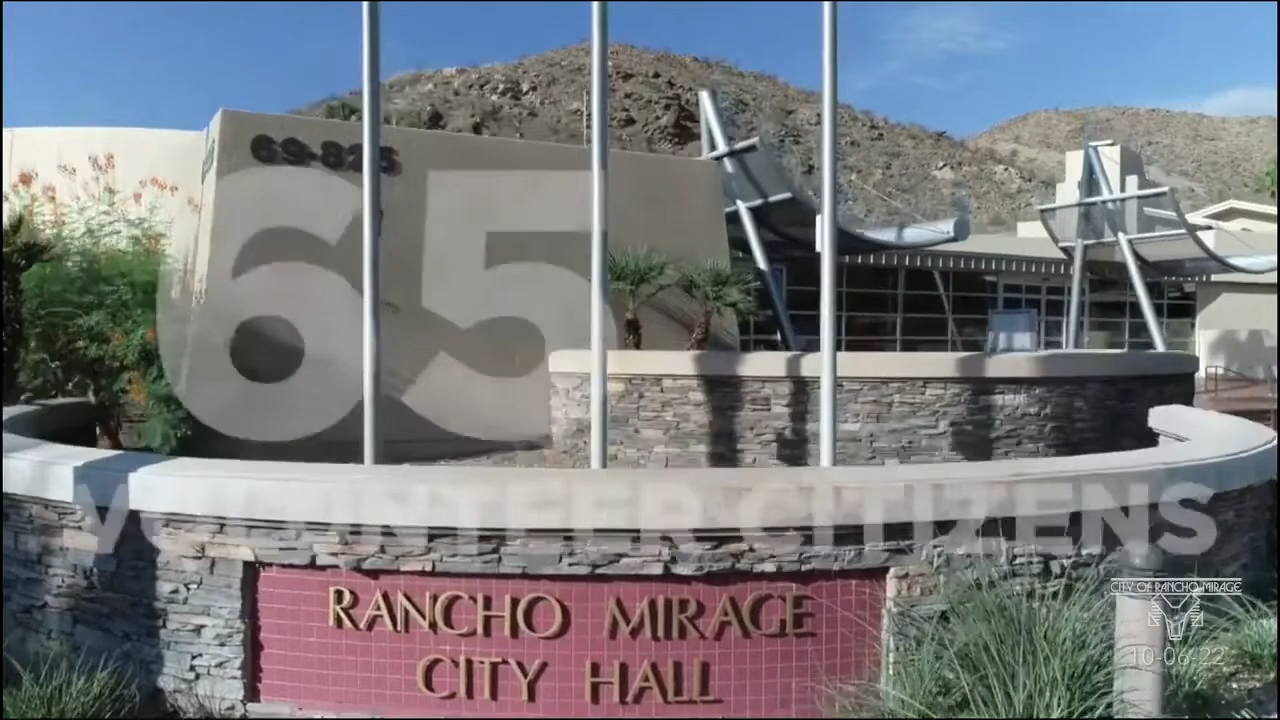 69-825
65
VOLUNTEER CITIZENS
RANCHO MIRAGE
CITY HALL
CITY OF RANCHO MIRAGE
10-06-22